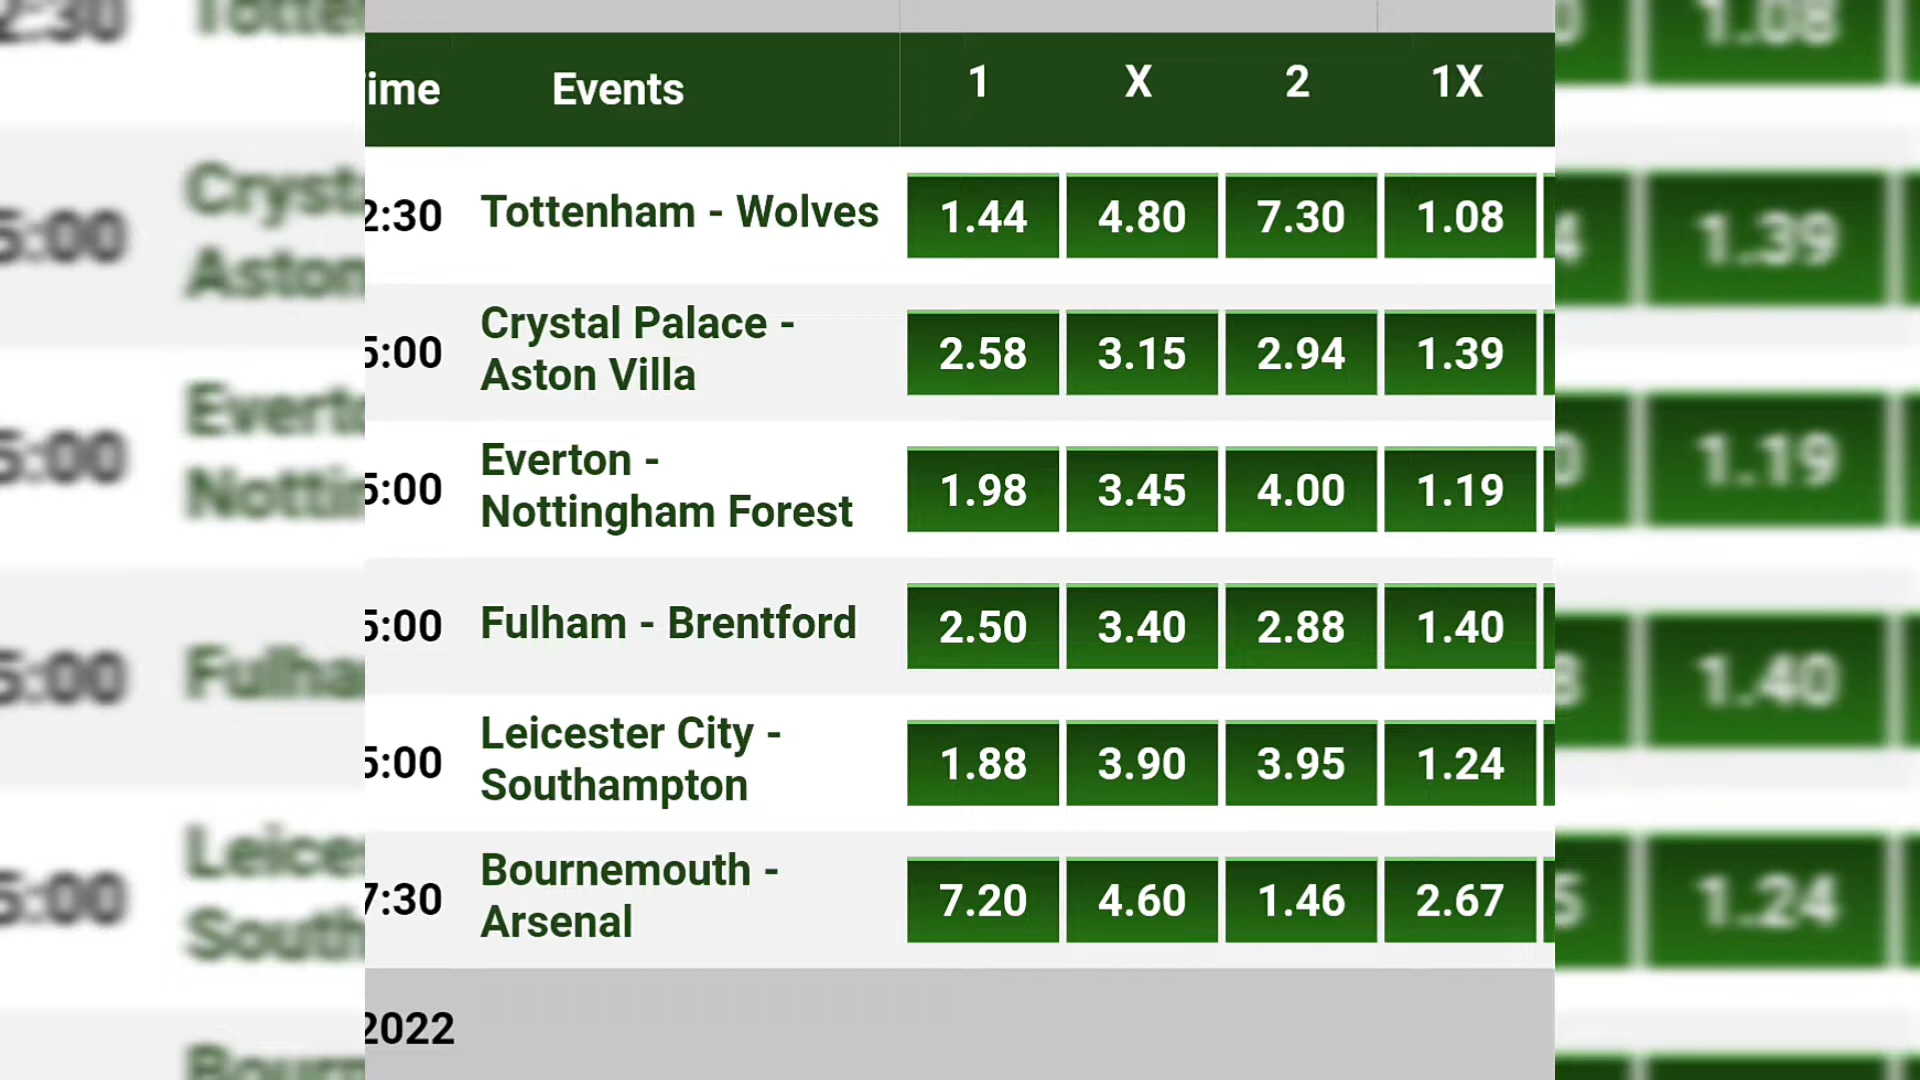 ime Events 1 X 2 1X
2:30 Tottenham - Wolves 1.44 4.80 7.30 1.08
Crystal Palace -
5:00 2.58 3.15 2.94 1.39
Aston Villa
Everton -
5:00 1.98 3.45 4.00 1.19
Nottingham Forest
5:00 Fulham - Brentford 2.50 3.40 2.88 1.40
Leicester City -
5:00 1.88 3.90 3.95 1.24
Southampton
Bournemouth -
7:30 7.20 4.60 1.46 2.67
Arsenal
2022